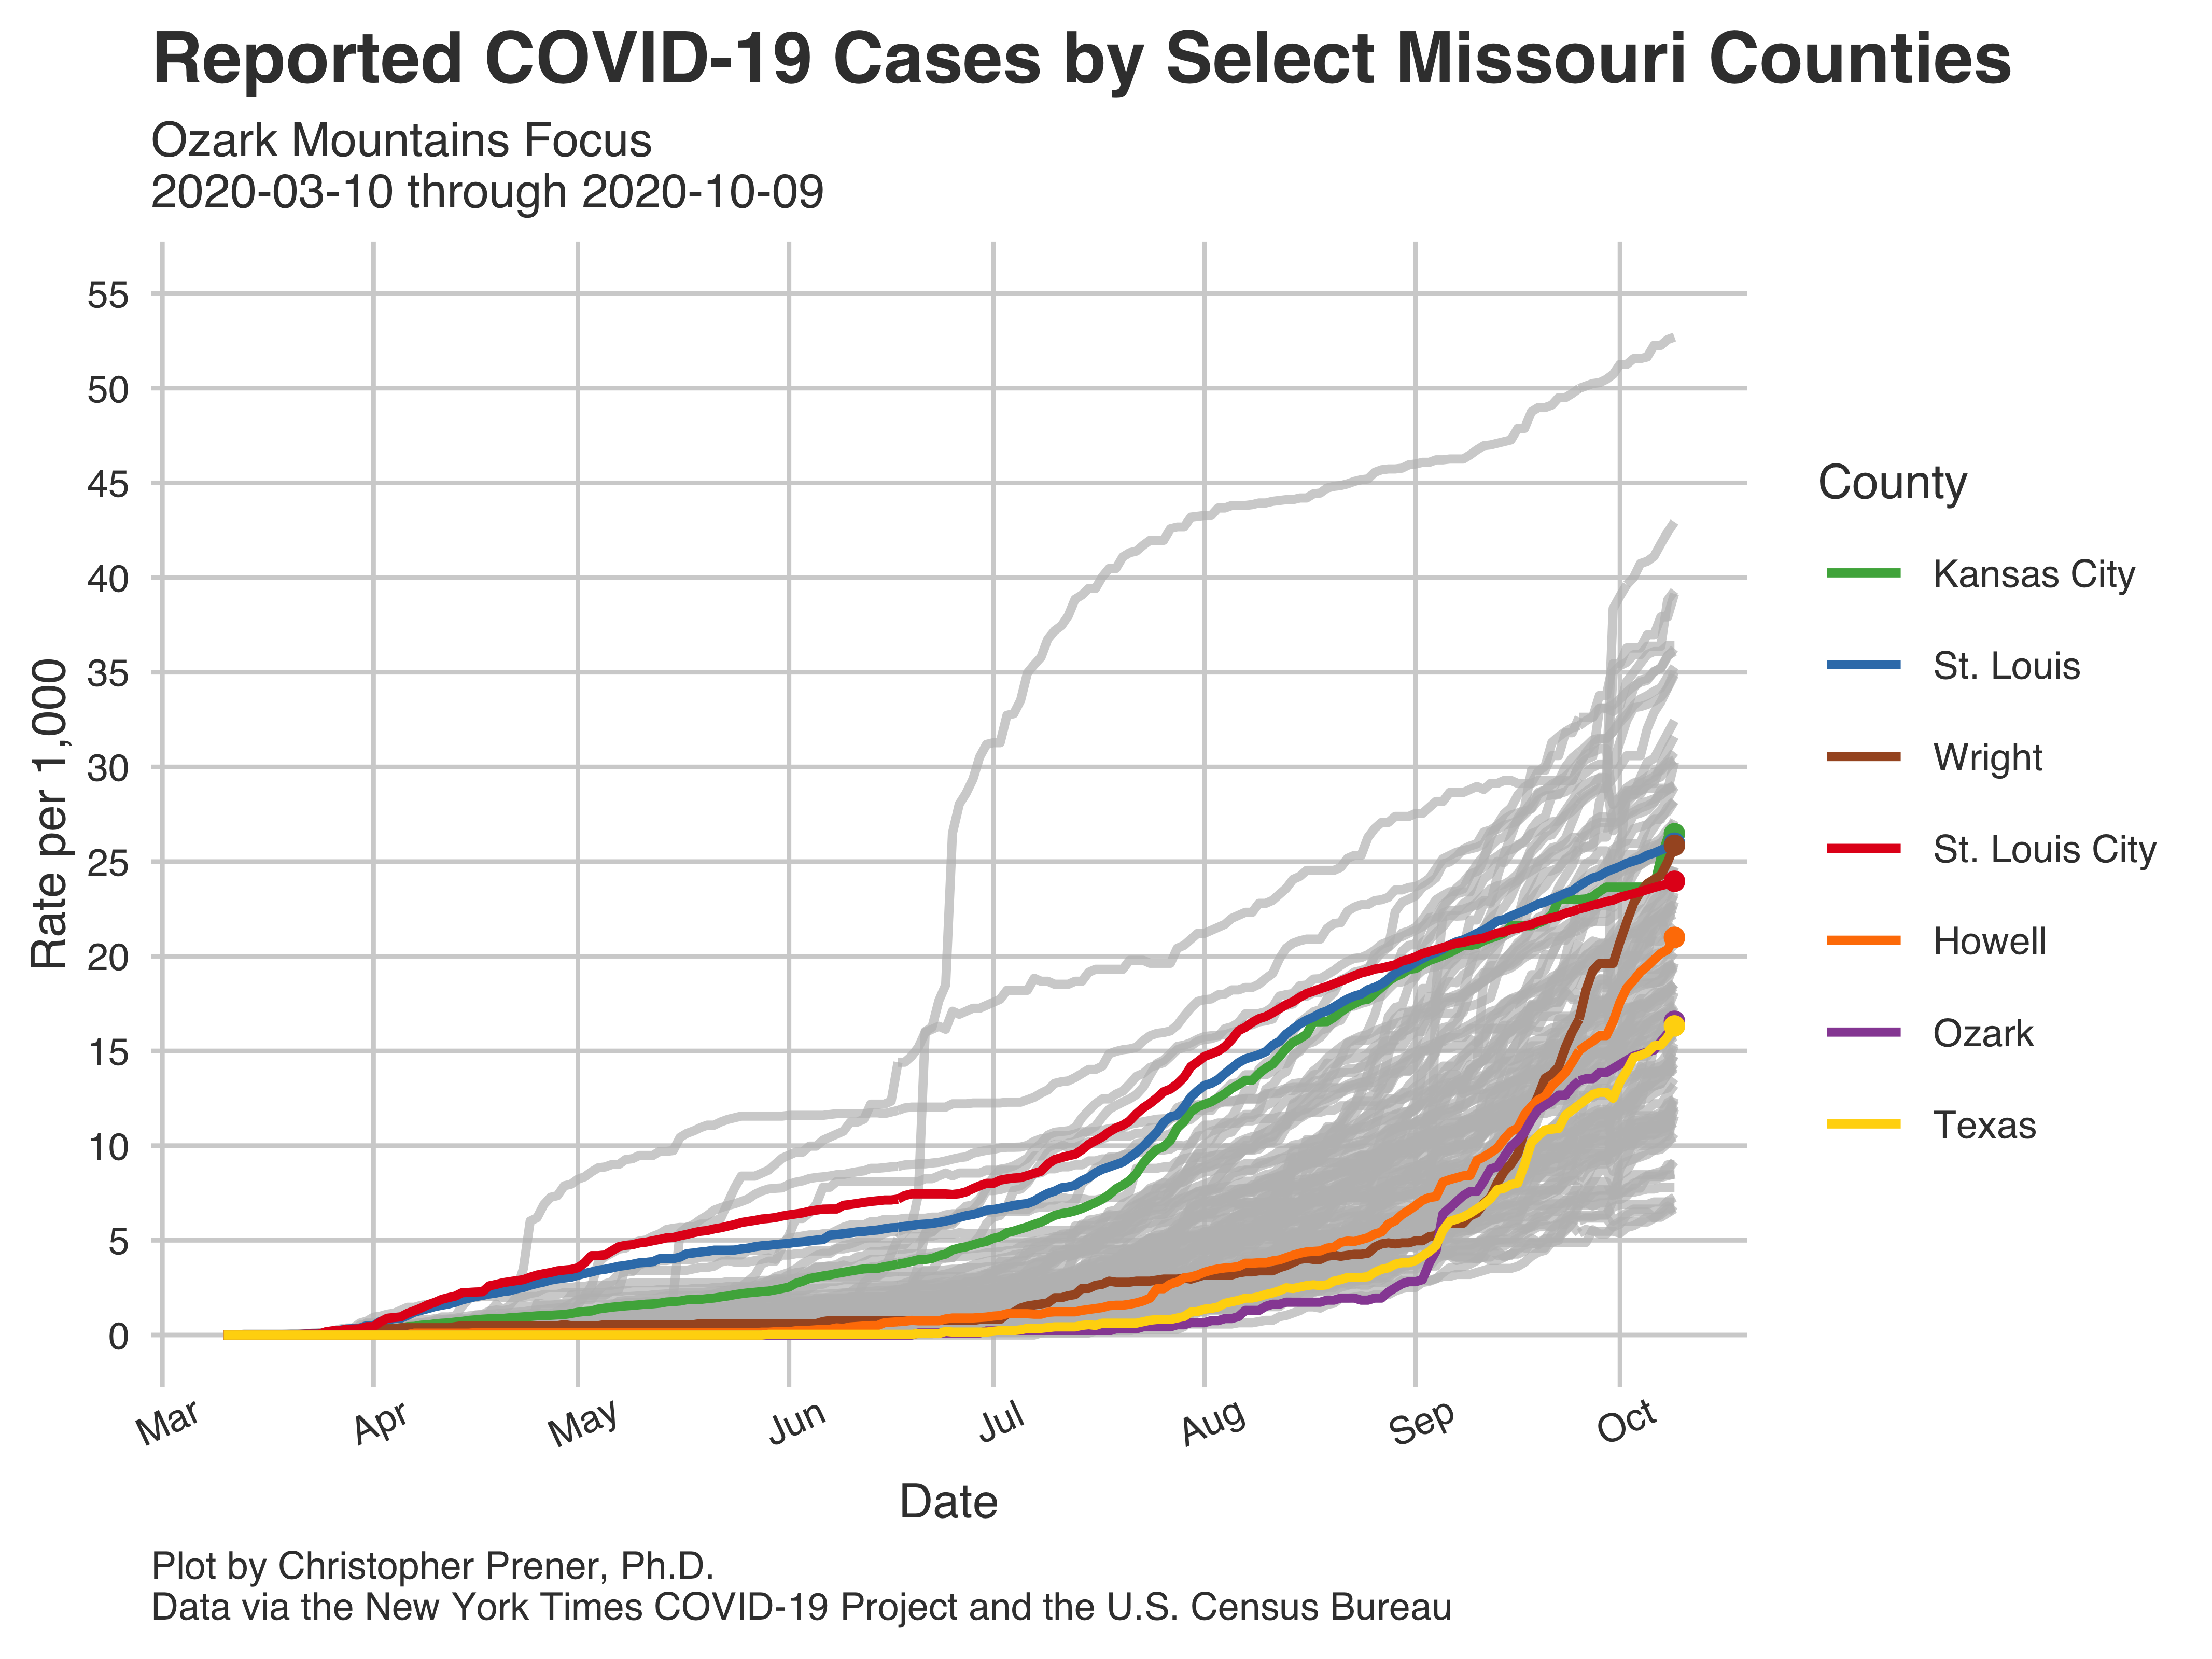 Reported COVID-19 Cases by Select Missouri Counties
Ozark Mountains Focus
2020-03-10 through 2020-10-09
55
50
45
40
35
30
25
20
15
10
5
0
Rate per 1,000
Mar
Apr
May
Jun
Jul
Aug
Sep
Oct
Date
County
Kansas City
St. Louis
Wright
St. Louis City
Howell
Ozark
Texas
Plot by Christopher Prener, Ph.D.
Data via the New York Times COVID-19 Project and the U.S. Census Bureau